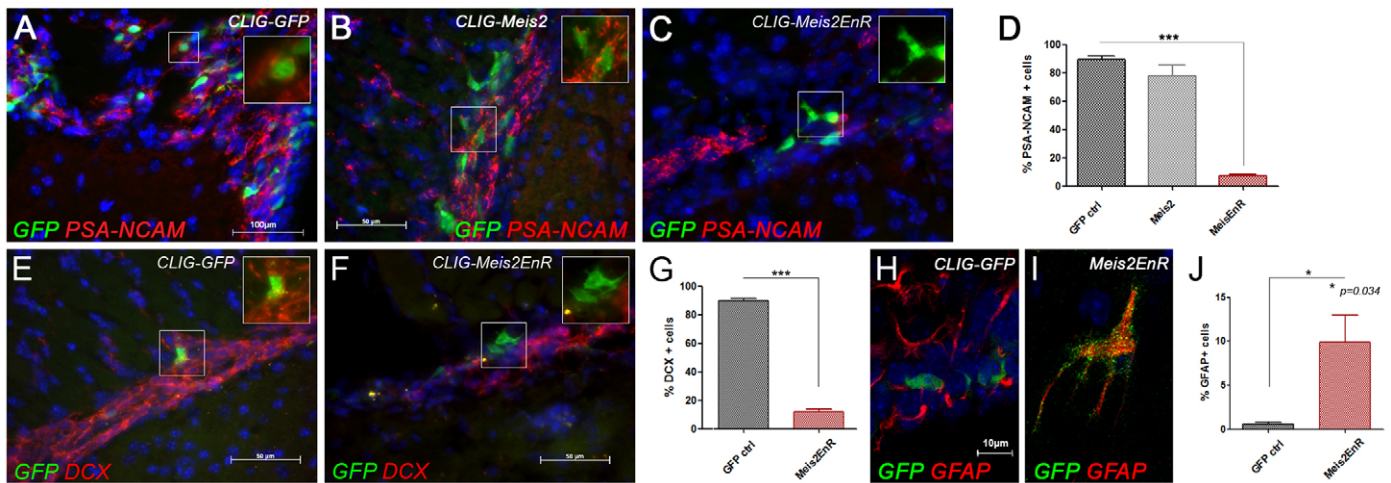 A
CLIG-GFP
GFP PSA-NCAM
100µm
B
CLIG-Meis2
50 µm
GFP PSA-NCAM
C
CLIG-Meis2EnR
GFP PSA-NCAM
D
***
% PSA-NCAM + cells
100
80
60
40
20
0
GFP ctrl
Meis2
MeisEnR
E
CLIG-GFP
GFP DCX
50 µm
F
CLIG-Meis2EnR
GFP DCX
50 µm
G
***
% DCX + cells
100
80
60
40
20
0
GFP ctrl
Meis2EnR
H
CLIG-GFP
10µm
GFP GFAP
I
Meis2EnR
GFP GFAP
J
*
* p=0.034
% GFAP+ cells
15
10
5
0
GFP ctrl
Meis2EnR